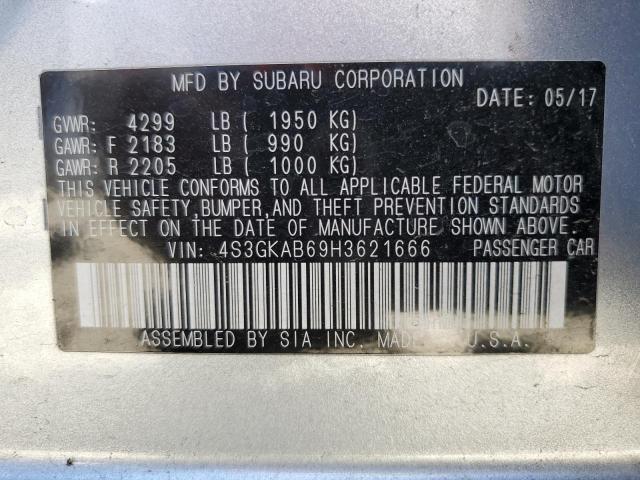 MFD BY SUBARU CORPORATION
DATE: 05/17
GVWR: 4299 LB ( 1950 KG)
GAWR: F 2183 LB ( 990 KG)
GAWR: R 2205 LB ( 1000 KG)
THIS VEHICLE CONFORMS TO ALL APPLICABLE FEDERAL MOTOR
VEHICLE SAFETY, BUMPER, AND THEFT PREVENTION STANDARDS
IN EFFECT ON THE DATE OF MANUFACTURE SHOWN ABOVE.
VIN: 4S3GKAB69H3621666 PASSENGER CAR
ASSEMBLED BY SIA INC. MADE U.S.A.